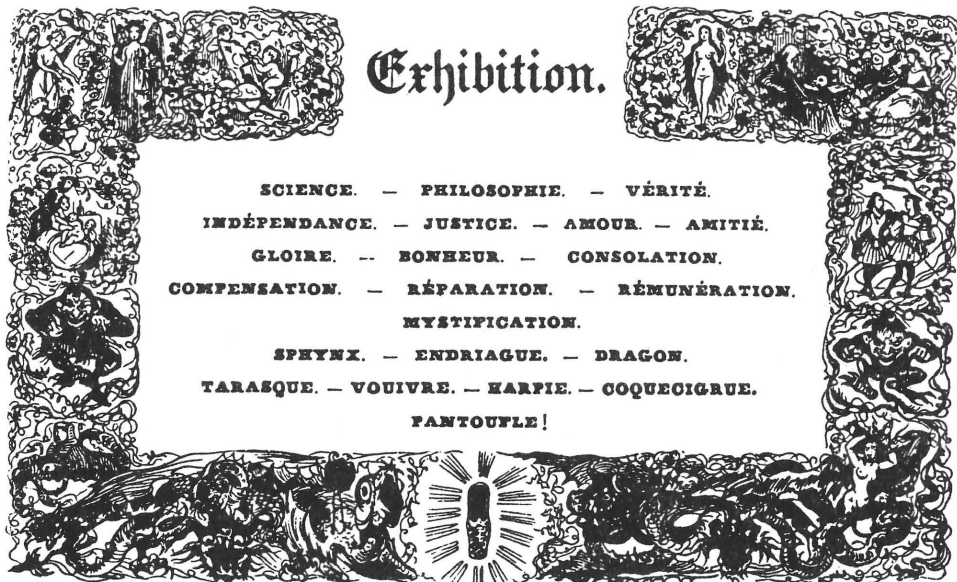 Exhibition.
SCIENCE. — PHILOSOPHIE. — VÉRITÉ.
INDÉPENDANCE. — JUSTICE. — AMOUR. — AMITIÉ.
GLOIRE. -- BONHEUR. — CONSOLATION.
COMPENSATION. — RÉPARATION. — RÉMUNÉRATION.
MYSTIFICATION.
SPHYNX. — ENDRIAGUE. — DRAGON.
TARASQUE. — VOUIVRE. — HARPIE. — COQUECIGRUE.
PANTOUFLE!